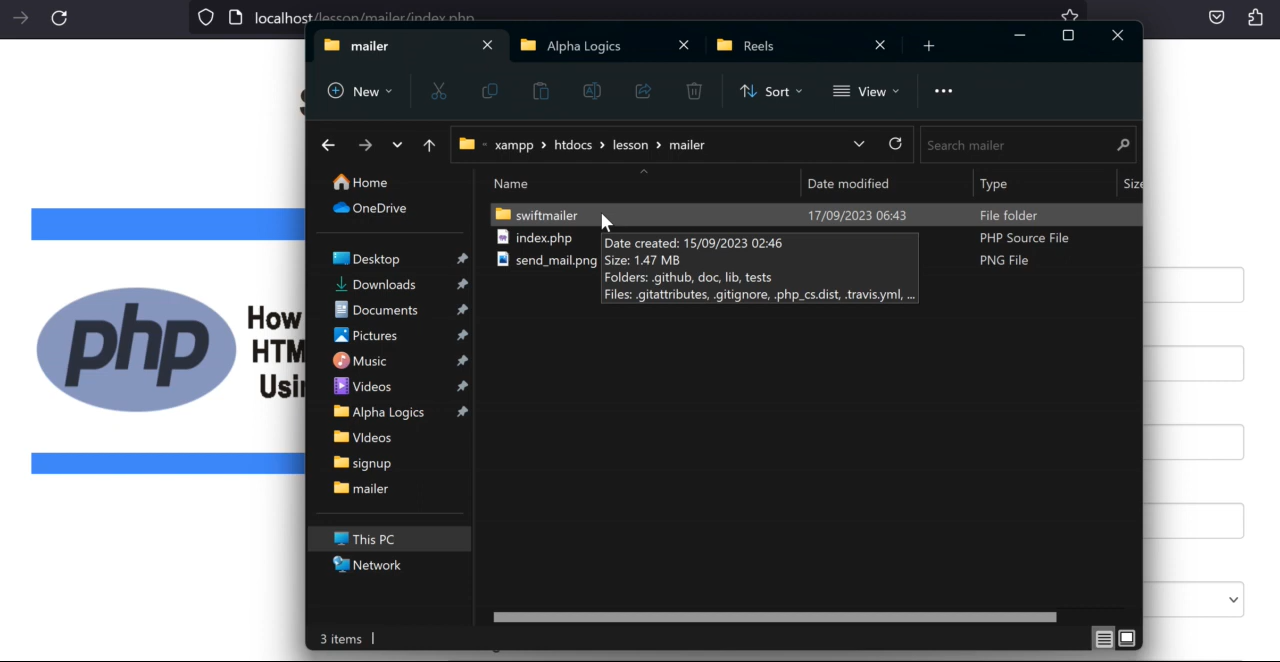 localhost/lesson/mailer/index.php
mailer
Alpha Logics
Reels
New
Sort
View
xampp > htdocs > lesson > mailer
Search mailer
Home
OneDrive
Desktop
Downloads
Documents
Pictures
Music
Videos
Alpha Logics
VIdeos
signup
mailer
This PC
Network
Name
Date modified
Type
Size
swiftmailer
17/09/2023 06:43
File folder
index.php
PHP Source File
send_mail.png
PNG File
Date created: 15/09/2023 02:46
Size: 1.47 MB
Folders: .github, doc, lib, tests
Files: .gitattributes, .gitignore, .php_cs.dist, .travis.yml, ...
3 items
php
How
HTM
Usi